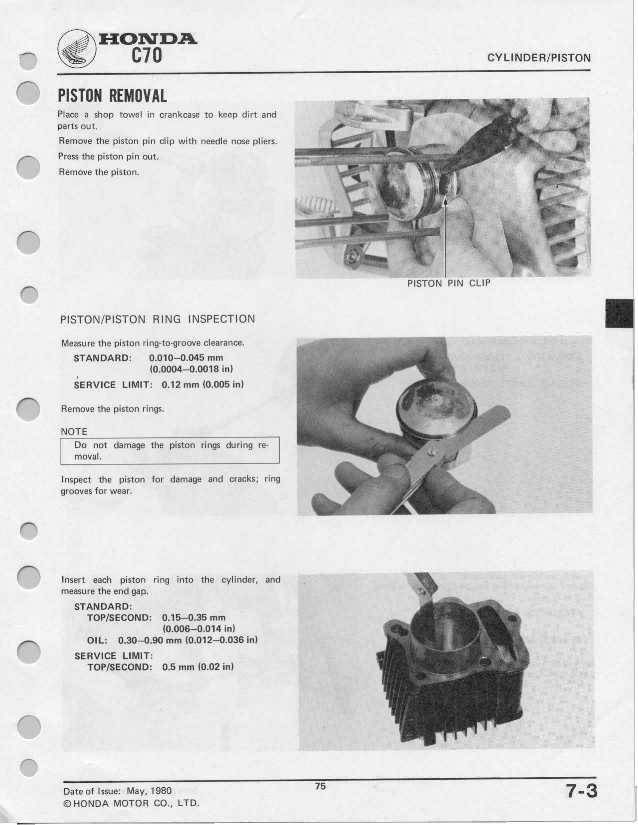 HONDA
C70
CYLINDER/PISTON
PISTON REMOVAL
Place a shop towel in crankcase to keep dirt and
parts out.
Remove the piston pin clip with needle nose pliers.
Press the piston pin out.
Remove the piston.
PISTON PIN CLIP
PISTON/PISTON RING INSPECTION
Measure the piston ring-to-groove clearance.
STANDARD: 0.010–0.045 mm
(0.0004–0.0018 in)
SERVICE LIMIT: 0.12 mm (0.005 in)
Remove the piston rings.
NOTE
Do not damage the piston rings during re-
moval.
Inspect the piston for damage and cracks; ring
grooves for wear.
Insert each piston ring into the cylinder, and
measure the end gap.
STANDARD:
TOP/SECOND: 0.15–0.35 mm
(0.006–0.014 in)
OIL: 0.30–0.90 mm (0.012–0.036 in)
SERVICE LIMIT:
TOP/SECOND: 0.5 mm (0.02 in)
Date of Issue: May, 1980
© HONDA MOTOR CO., LTD.
75
7-3